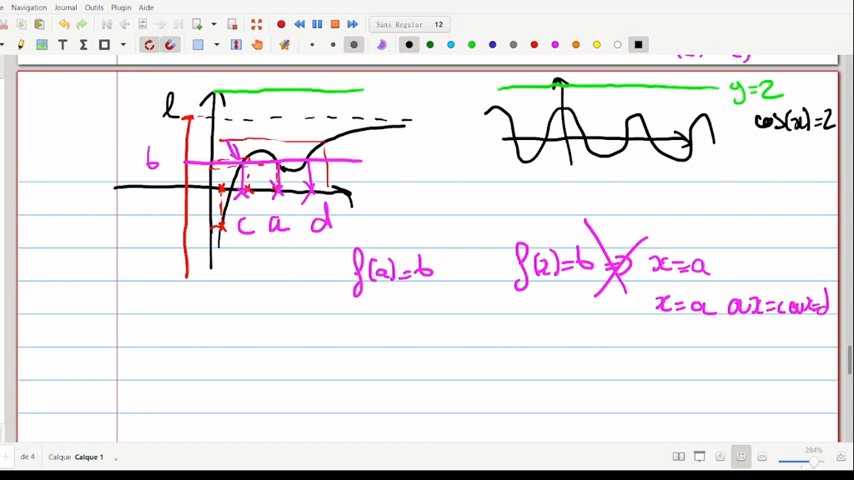 Navigation Journal Outils Plugin Aide
Sans Regular 12
l
y=2
cos(x)=2
b
c a d
f(a)=b
f(x)=b => x=a
x=a ou x=c ou x=d
de 4 Calque Calque 1 284%